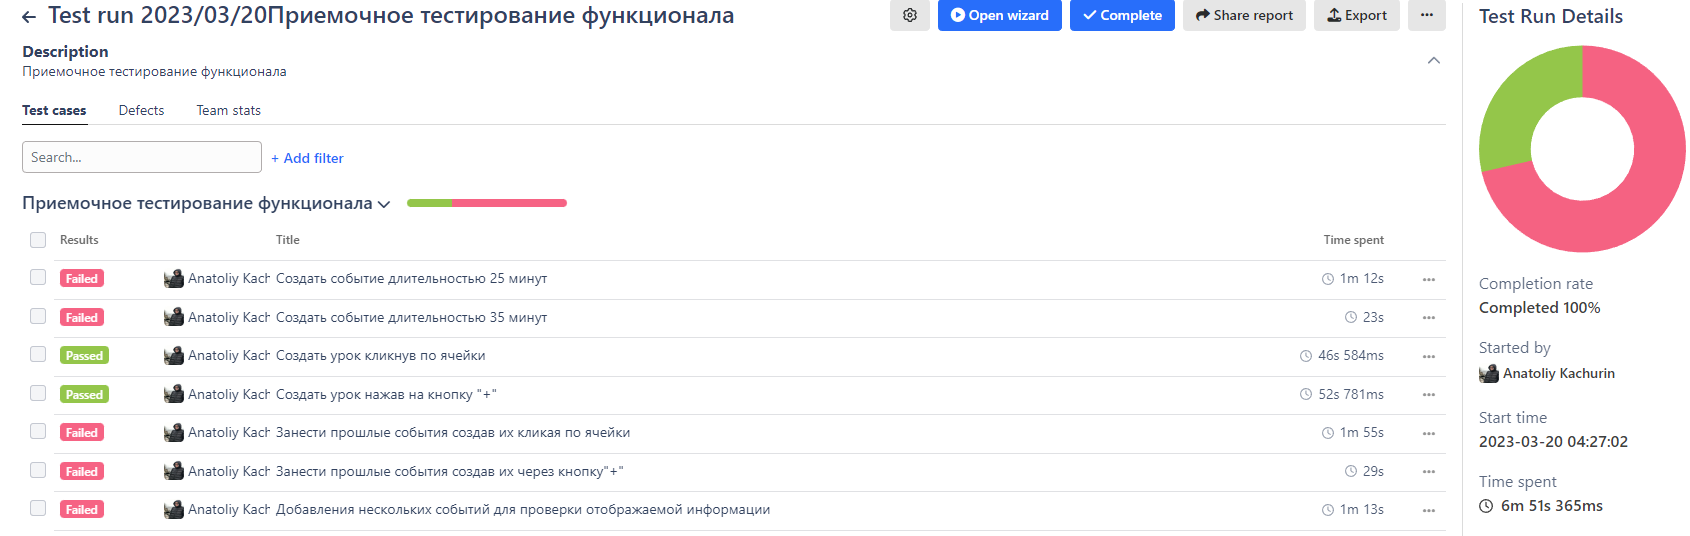 Test run 2023/03/20Приемочное тестирование функционала
Open wizard
Complete
Share report
Export
Description
Приемочное тестирование функционала
Test cases Defects Team stats
Search...
+ Add filter
Приемочное тестирование функционала
Results Title Time spent
Failed Anatoliy Kach Создать событие длительностью 25 минут 1m 12s
Failed Anatoliy Kach Создать событие длительностью 35 минут 23s
Passed Anatoliy Kach Создать урок кликнув по ячейки 46s 584ms
Passed Anatoliy Kach Создать урок нажав на кнопку "+" 52s 781ms
Failed Anatoliy Kach Занести прошлые события создав их кликая по ячейки 1m 55s
Failed Anatoliy Kach Занести прошлые события создав их через кнопку"+" 29s
Failed Anatoliy Kach Добавления нескольких событий для проверки отображаемой информации 1m 13s
Test Run Details
Completion rate
Completed 100%
Started by
Anatoliy Kachurin
Start time
2023-03-20 04:27:02
Time spent
6m 51s 365ms